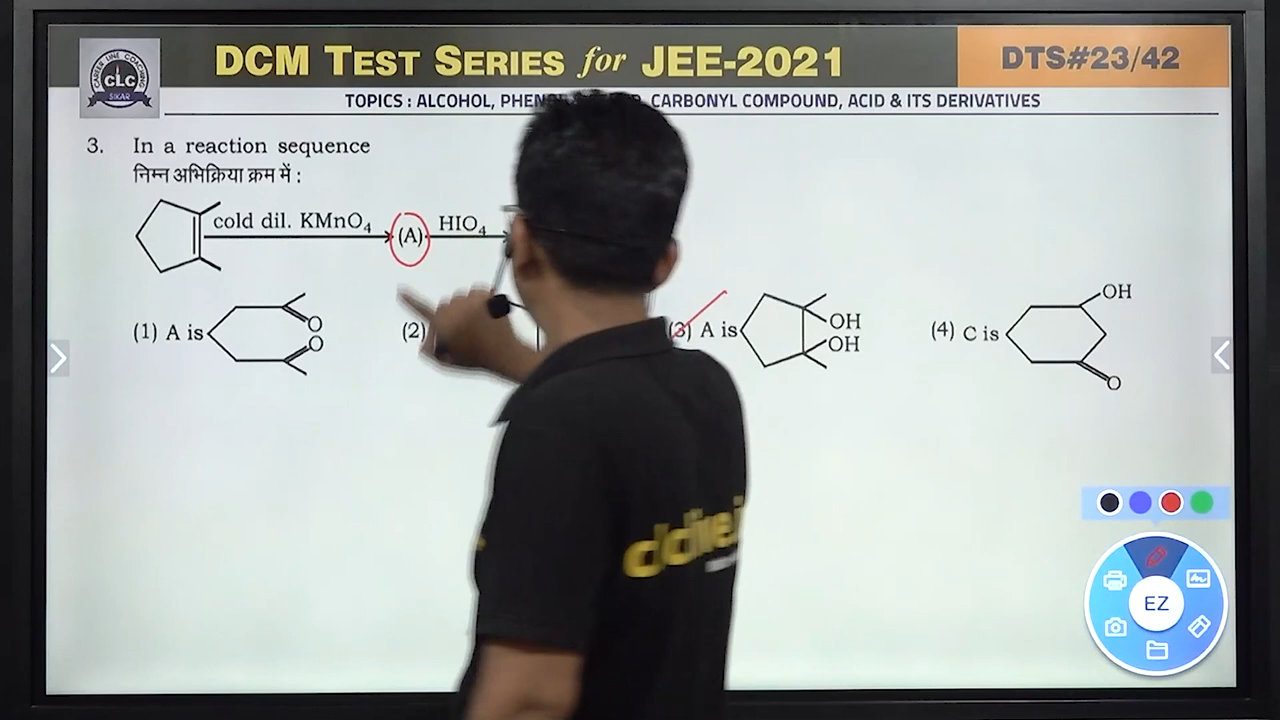 DCM TEST SERIES for JEE-2021
DTS#23/42
CAREER LINE COACHING
CLC
SIKAR
TOPICS : ALCOHOL, CARBONYL COMPOUND, ACID & ITS DERIVATIVES
3. In a reaction sequence
निम्न अभिक्रिया क्रम में :
cold dil. KMnO4 (A) HIO4
(1) A is O O
(2)
(3) A is OH OH
(4) C is OH O
EZ